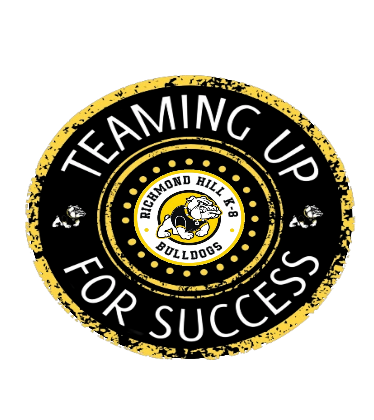 TEAMING UP
RICHMOND HILL K-8
BULLDOGS
FOR SUCCESS